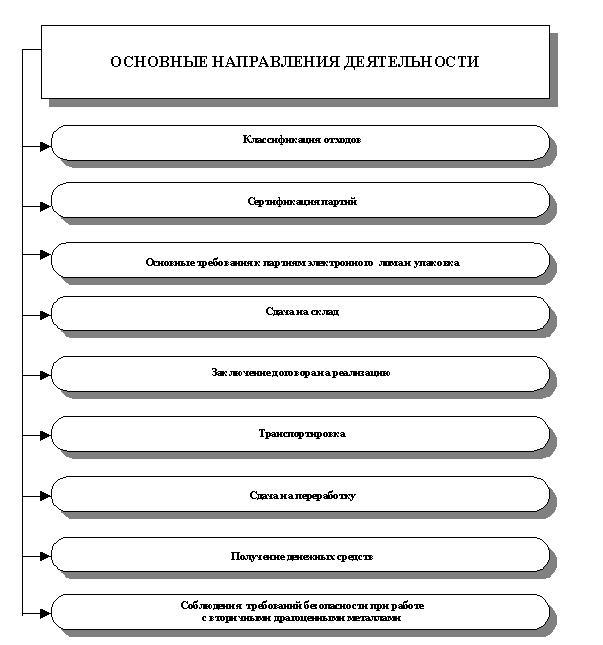 ОСНОВНЫЕ НАПРАВЛЕНИЯ ДЕЯТЕЛЬНОСТИ
Классификация отходов
Сертификация партий
Основные требования к партиям электронного лома и упаковка
Сдача на склад
Заключение договора на реализацию
Транспортировка
Сдача на переработку
Получение денежных средств
Соблюдения требований безопасности при работе
с вторичными драгоценными металлами